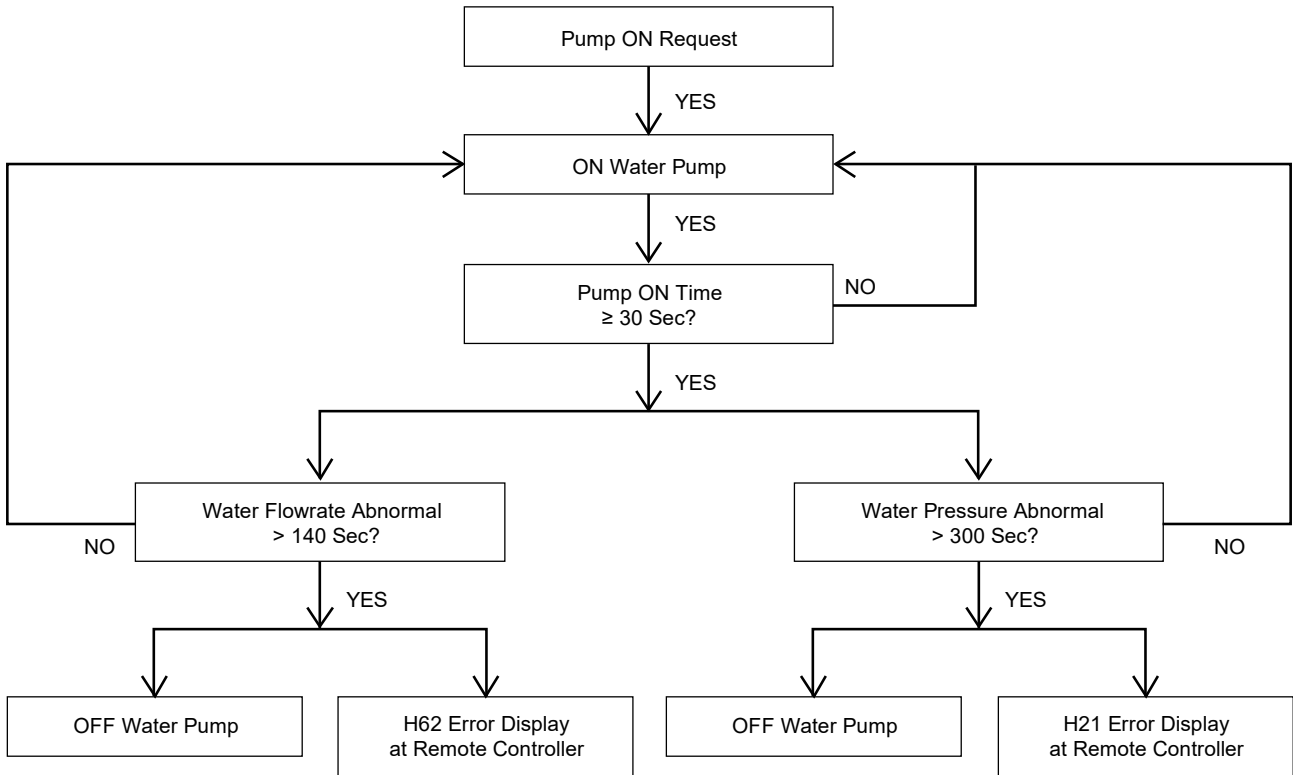 Pump ON Request
YES
ON Water Pump
YES
Pump ON Time
≥ 30 Sec?
NO
YES
Water Flowrate Abnormal
> 140 Sec?
NO
YES
Water Pressure Abnormal
> 300 Sec?
NO
YES
OFF Water Pump
H62 Error Display
at Remote Controller
OFF Water Pump
H21 Error Display
at Remote Controller